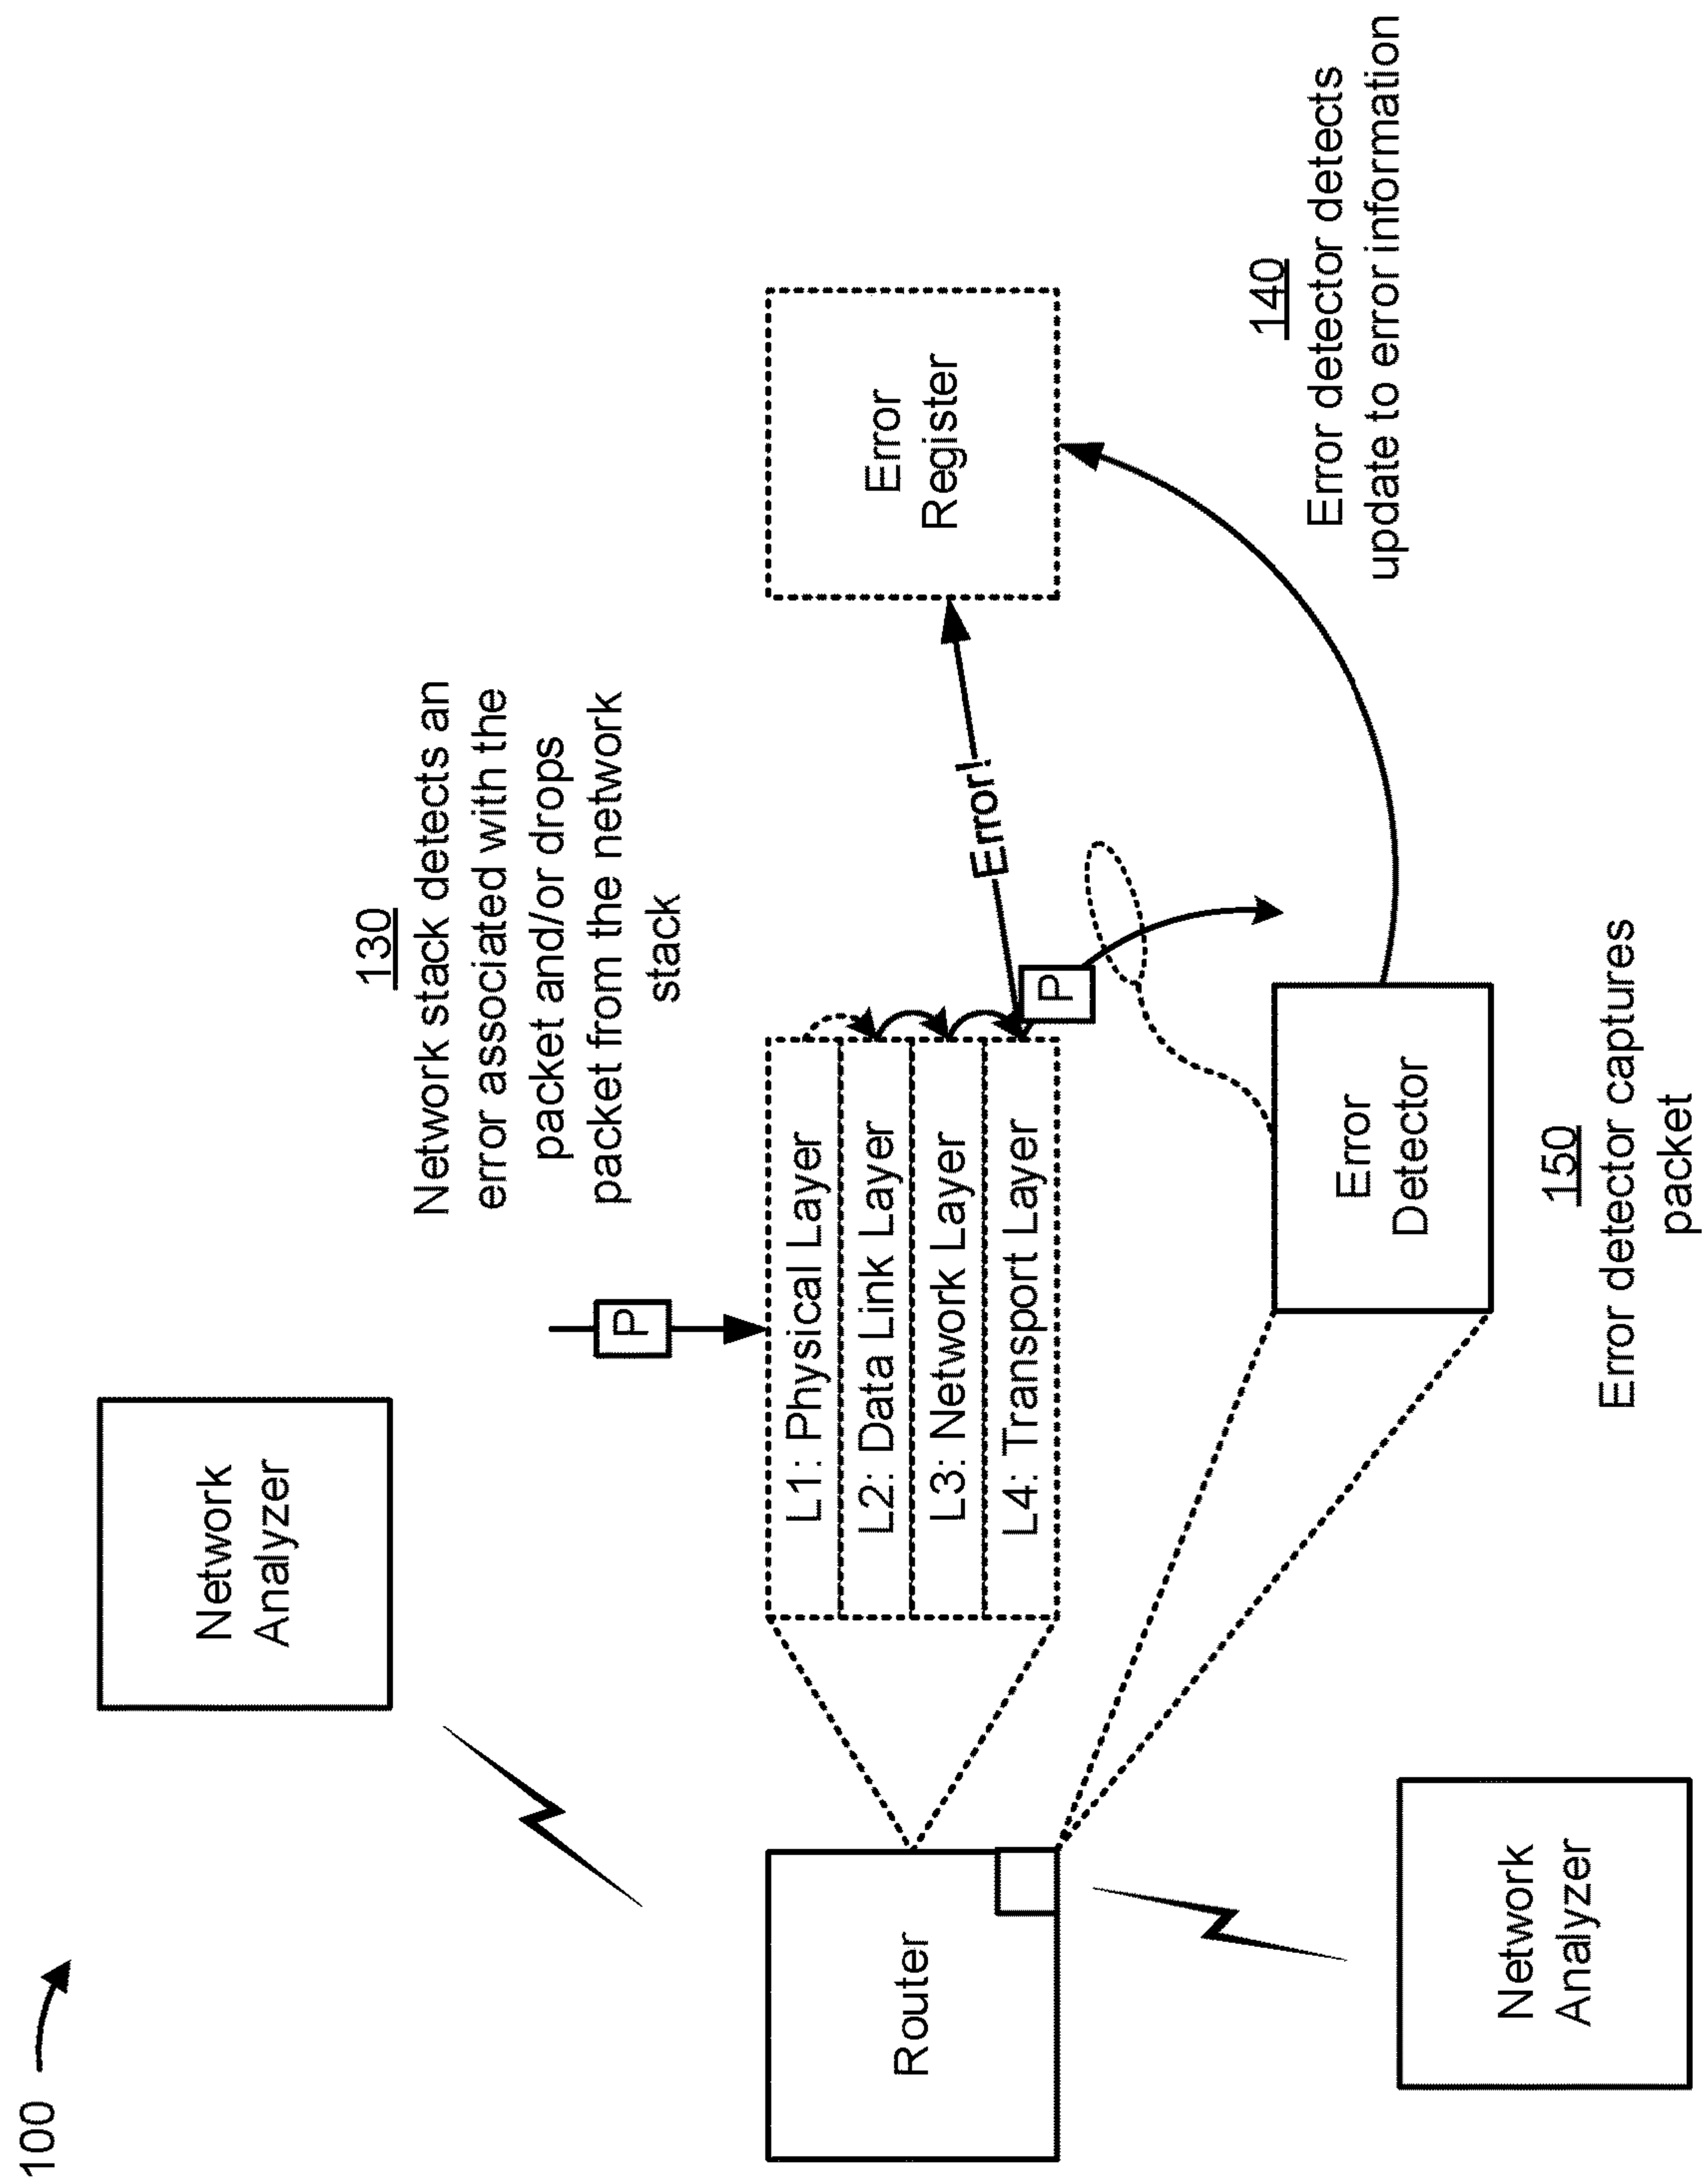 100
Network
Analyzer
130
Network stack detects an
error associated with the
packet and/or drops
packet from the network
stack
P
L1: Physical Layer
L2: Data Link Layer
L3: Network Layer
L4: Transport Layer
P
Error!
Error
Register
Router
Error
Detector
140
Error detector detects
update to error information
150
Error detector captures
packet
Network
Analyzer